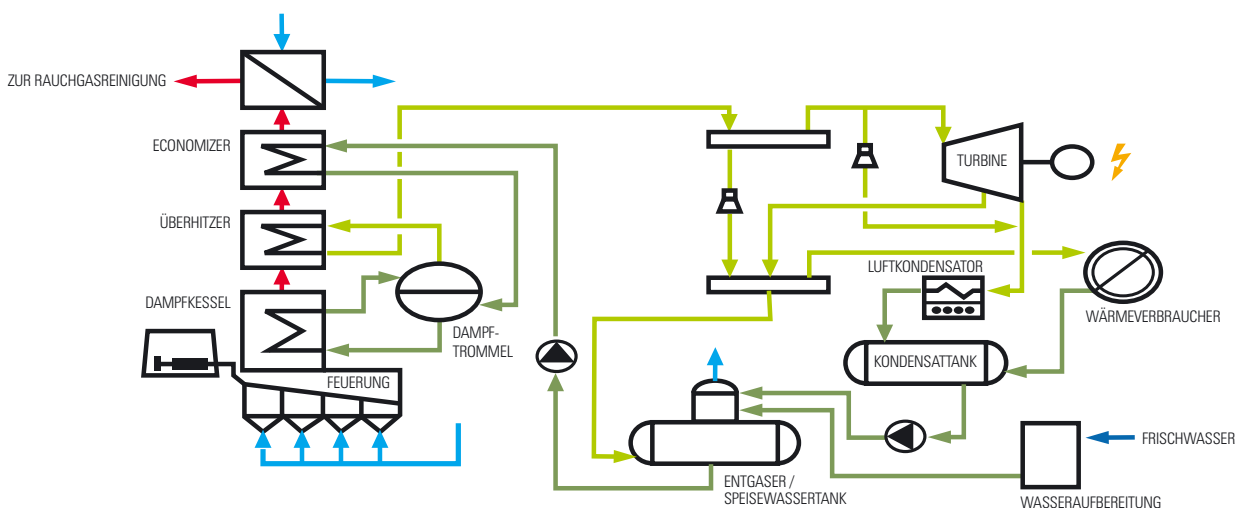 ZUR RAUCHGASREINIGUNG
ECONOMIZER
ÜBERHITZER
DAMPFKESSEL
DAMPF-
TROMMEL
FEUERUNG
TURBINE
LUFTKONDENSATOR
WÄRMEVERBRAUCHER
KONDENSATTANK
ENTGASER /
SPEISEWASSERTANK
FRISCHWASSER
WASSERAUFBEREITUNG